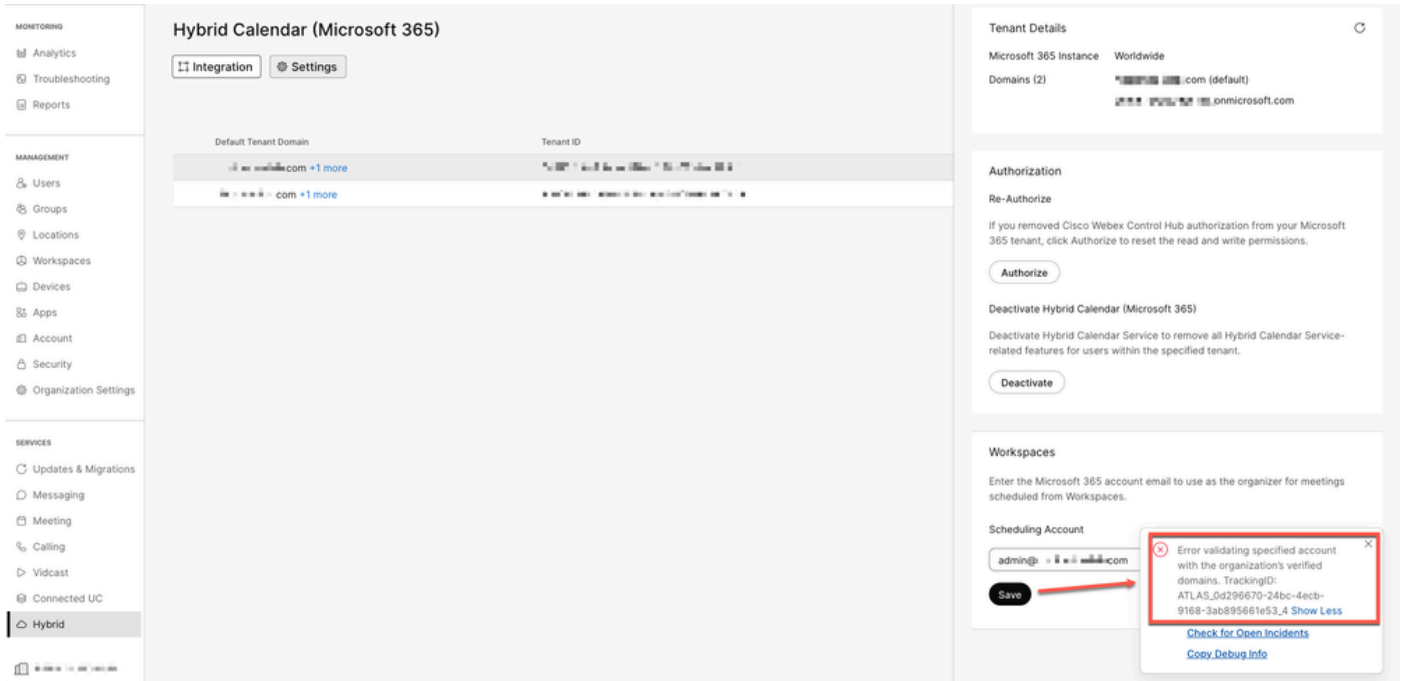 MONITORING
Analytics
Troubleshooting
Reports
MANAGEMENT
Users
Groups
Locations
Workspaces
Devices
Apps
Account
Security
Organization Settings
SERVICES
Updates & Migrations
Messaging
Meeting
Calling
Vidcast
Connected UC
Hybrid
Hybrid Calendar (Microsoft 365)
Integration
Settings
Default Tenant Domain
Tenant ID
com +1 more
com +1 more
Tenant Details
Microsoft 365 Instance
Worldwide
Domains (2)
.com (default)
.onmicrosoft.com
Authorization
Re-Authorize
If you removed Cisco Webex Control Hub authorization from your Microsoft
365 tenant, click Authorize to reset the read and write permissions.
Authorize
Deactivate Hybrid Calendar (Microsoft 365)
Deactivate Hybrid Calendar Service to remove all Hybrid Calendar Service-
related features for users within the specified tenant.
Deactivate
Workspaces
Enter the Microsoft 365 account email to use as the organizer for meetings
scheduled from Workspaces.
Scheduling Account
admin@ com
Save
Error validating specified account
with the organization's verified
domains. TrackingID:
ATLAS_0d296670-24bc-4ecb-
9168-3ab895661e53_4 Show Less
Check for Open Incidents
Copy Debug Info